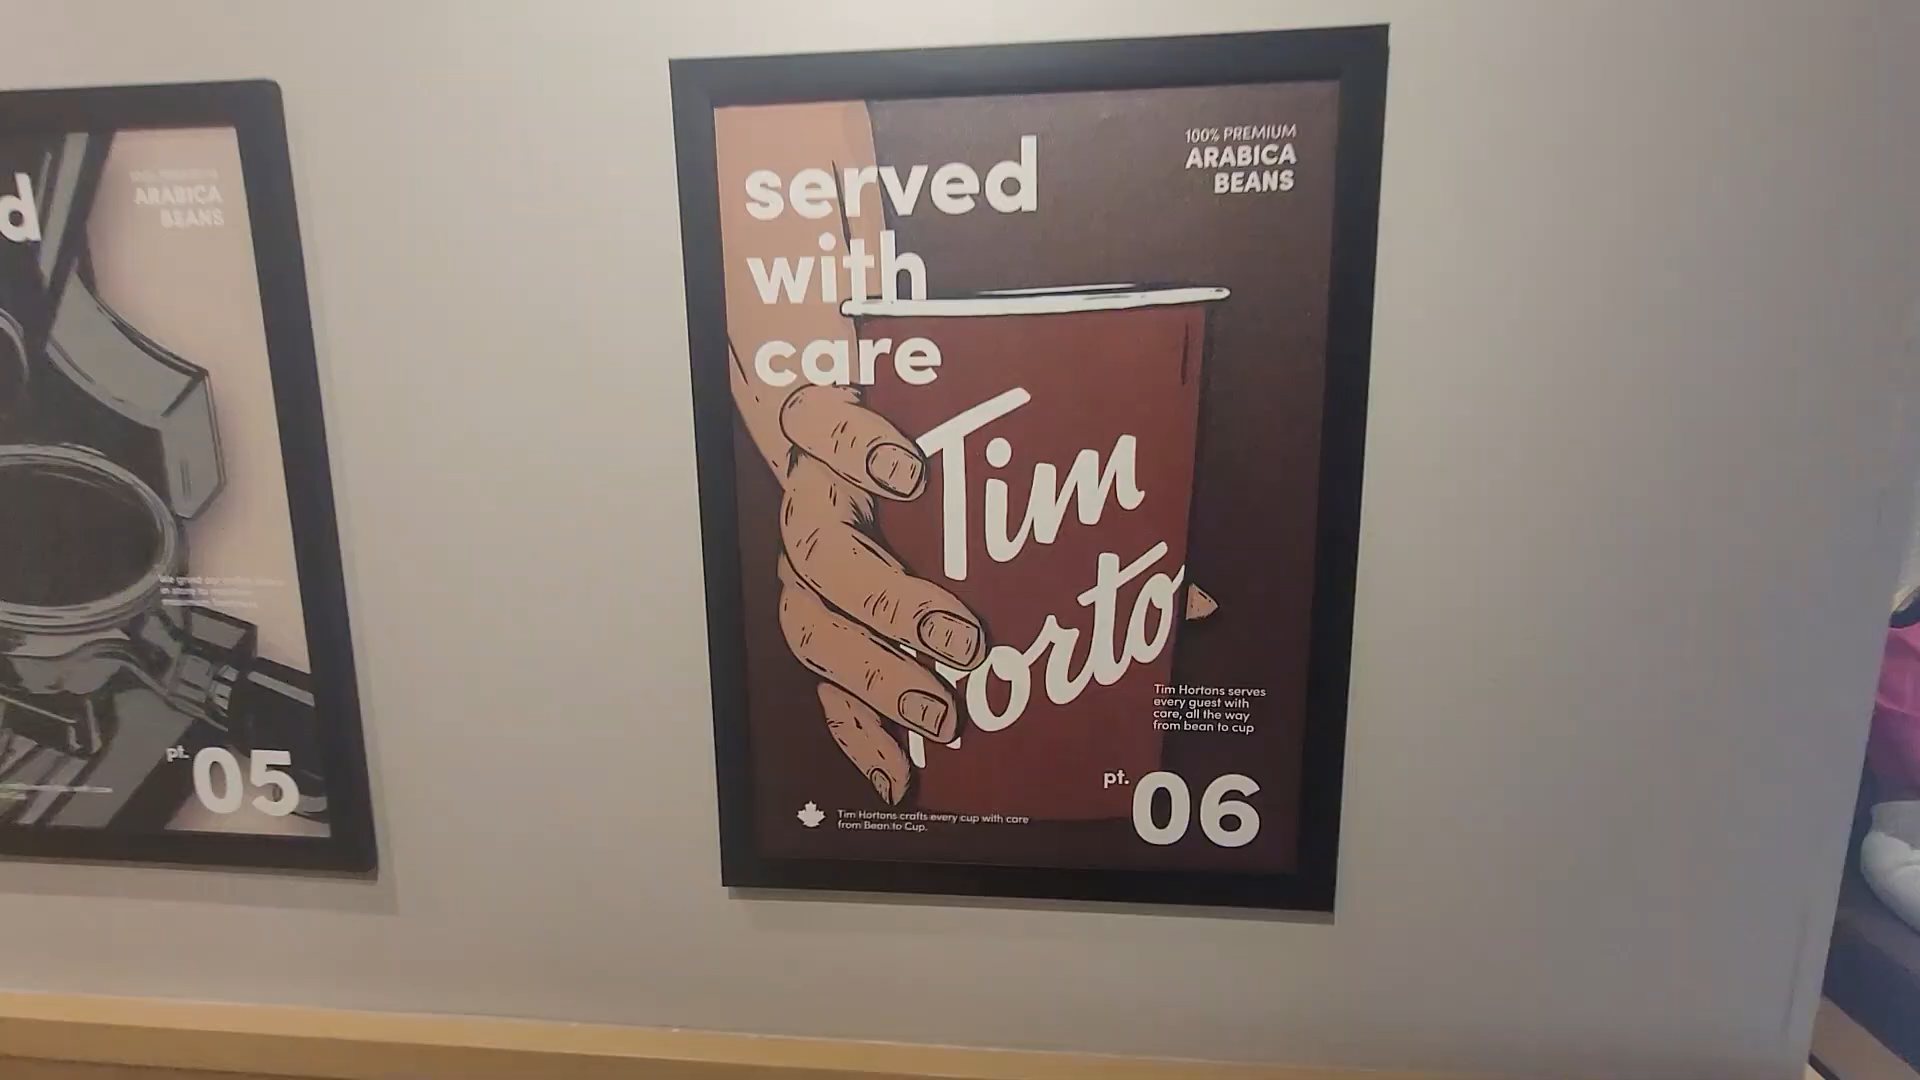 d
ARABICA
BEANS
pt.
05
served
with
care
100% PREMIUM
ARABICA
BEANS
Tim
Horto
Tim Hortons serves
every guest with
care, all the way
from bean to cup
pt.
06
Tim Hortons crafts every cup with care
from Bean to Cup.